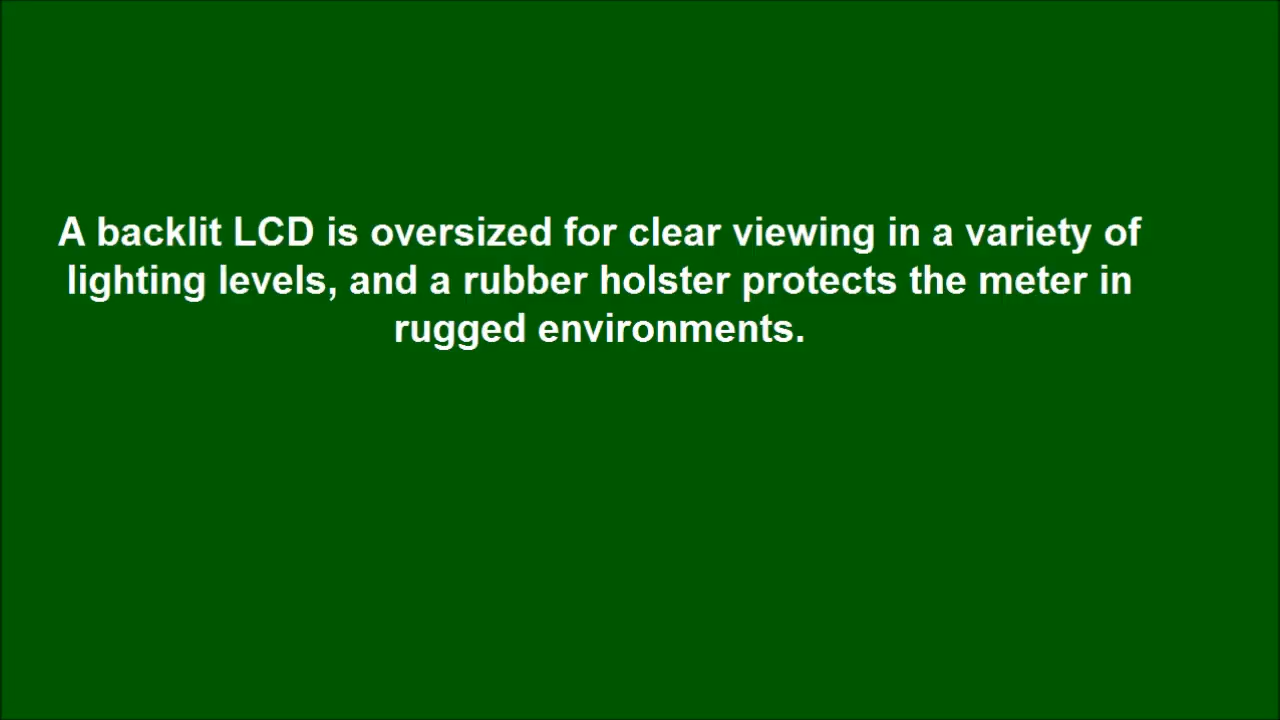 A backlit LCD is oversized for clear viewing in a variety of
lighting levels, and a rubber holster protects the meter in
rugged environments.